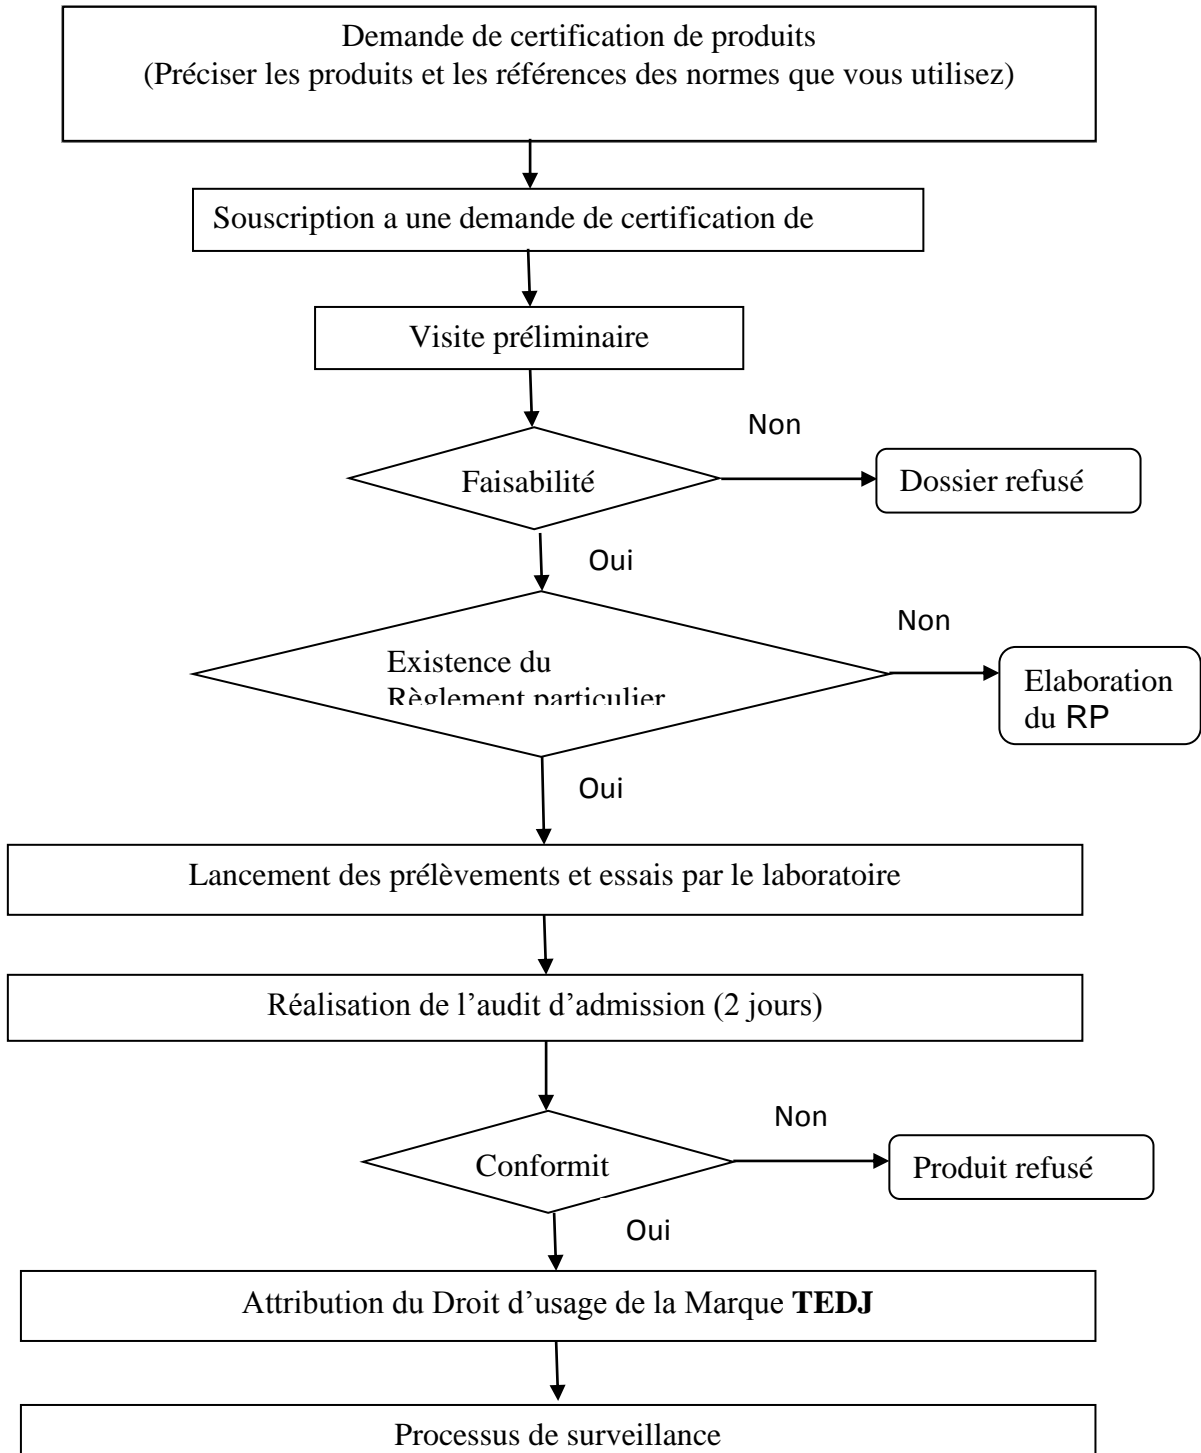 Demande de certification de produits
(Préciser les produits et les références des normes que vous utilisez)
Souscription a une demande de certification de
Visite préliminaire
Non
Faisabilité
Dossier refusé
Oui
Non
Existence du
Règlement particulier
Elaboration
du RP
Oui
Lancement des prélèvements et essais par le laboratoire
Réalisation de l’audit d’admission (2 jours)
Non
Conformit
Produit refusé
Oui
Attribution du Droit d’usage de la Marque TEDJ
Processus de surveillance